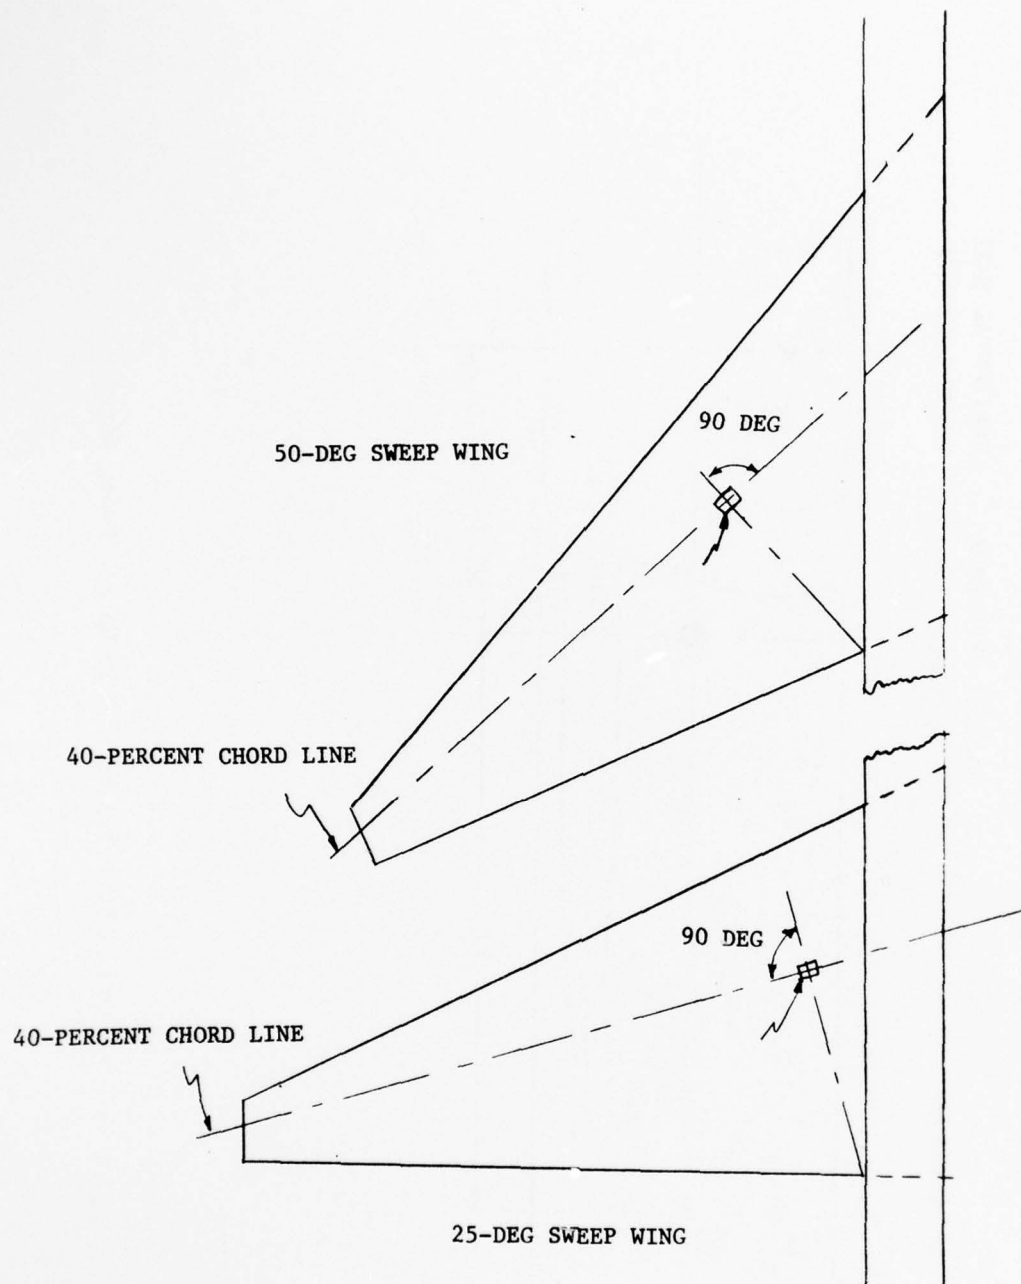 90 DEG
50-DEG SWEEP WING
40-PERCENT CHORD LINE
90 DEG
40-PERCENT CHORD LINE
25-DEG SWEEP WING